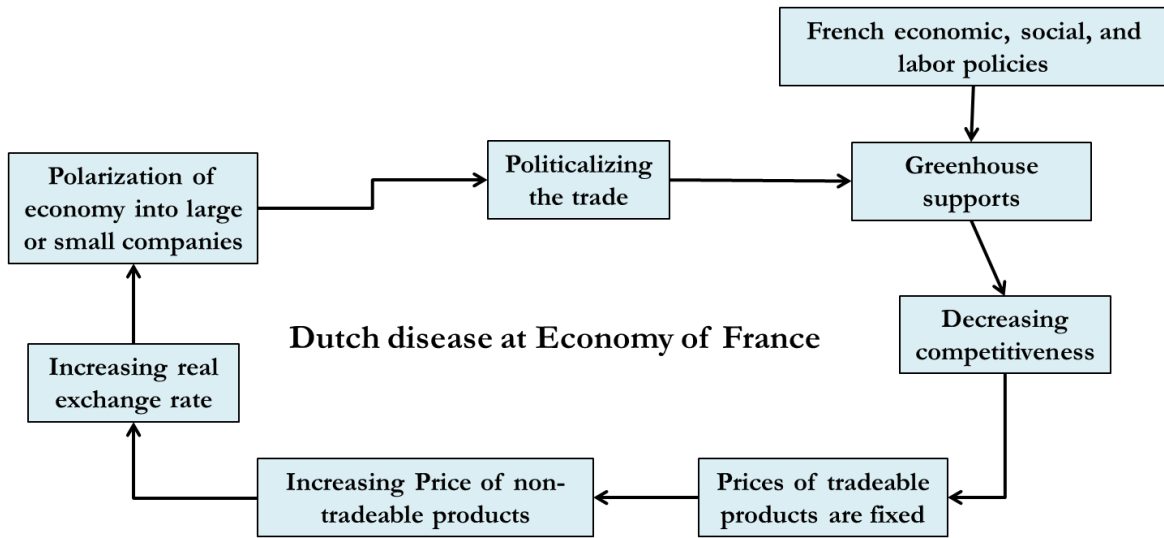 French economic, social, and
labor policies
Polarization of
economy into large
or small companies
Politicalizing
the trade
Greenhouse
supports
Decreasing
competitiveness
Dutch disease at Economy of France
Increasing real
exchange rate
Increasing Price of non-
tradeable products
Prices of tradeable
products are fixed